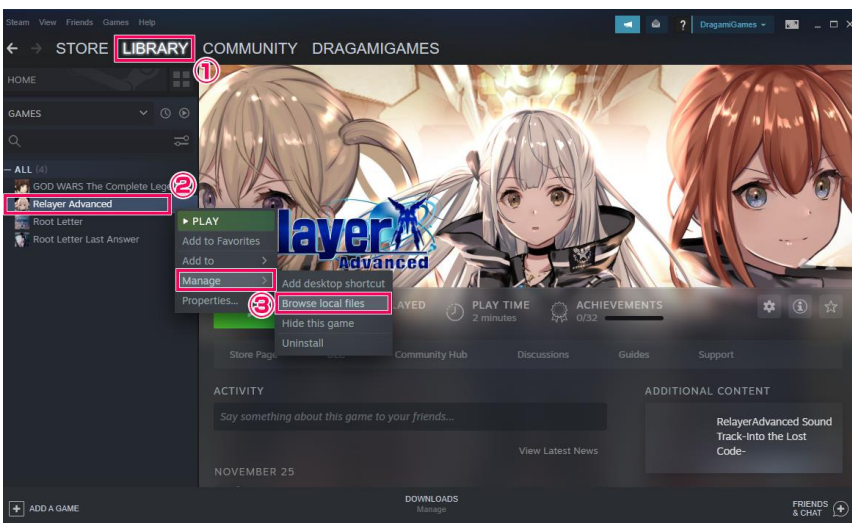 Steam View Friends Games Help
? DragamiGames
STORE LIBRARY COMMUNITY DRAGAMIGAMES
①
HOME
GAMES
— ALL (4)
②
GOD WARS The Complete Lege
Relayer Advanced
Root Letter
Root Letter Last Answer
PLAY
Add to Favorites
Add to
Manage
Properties...
③
Add desktop shortcut
Browse local files
Hide this game
Uninstall
layer
Advanced
LAYED
PLAY TIME
2 minutes
ACHIEVEMENTS
0/32
Store Page
Community Hub
Discussions
Guides
Support
ACTIVITY
Say something about this game to your friends...
View Latest News
NOVEMBER 25
ADDITIONAL CONTENT
RelayerAdvanced Sound
Track-Into the Lost
Code-
ADD A GAME
DOWNLOADS
Manage
FRIENDS
& CHAT